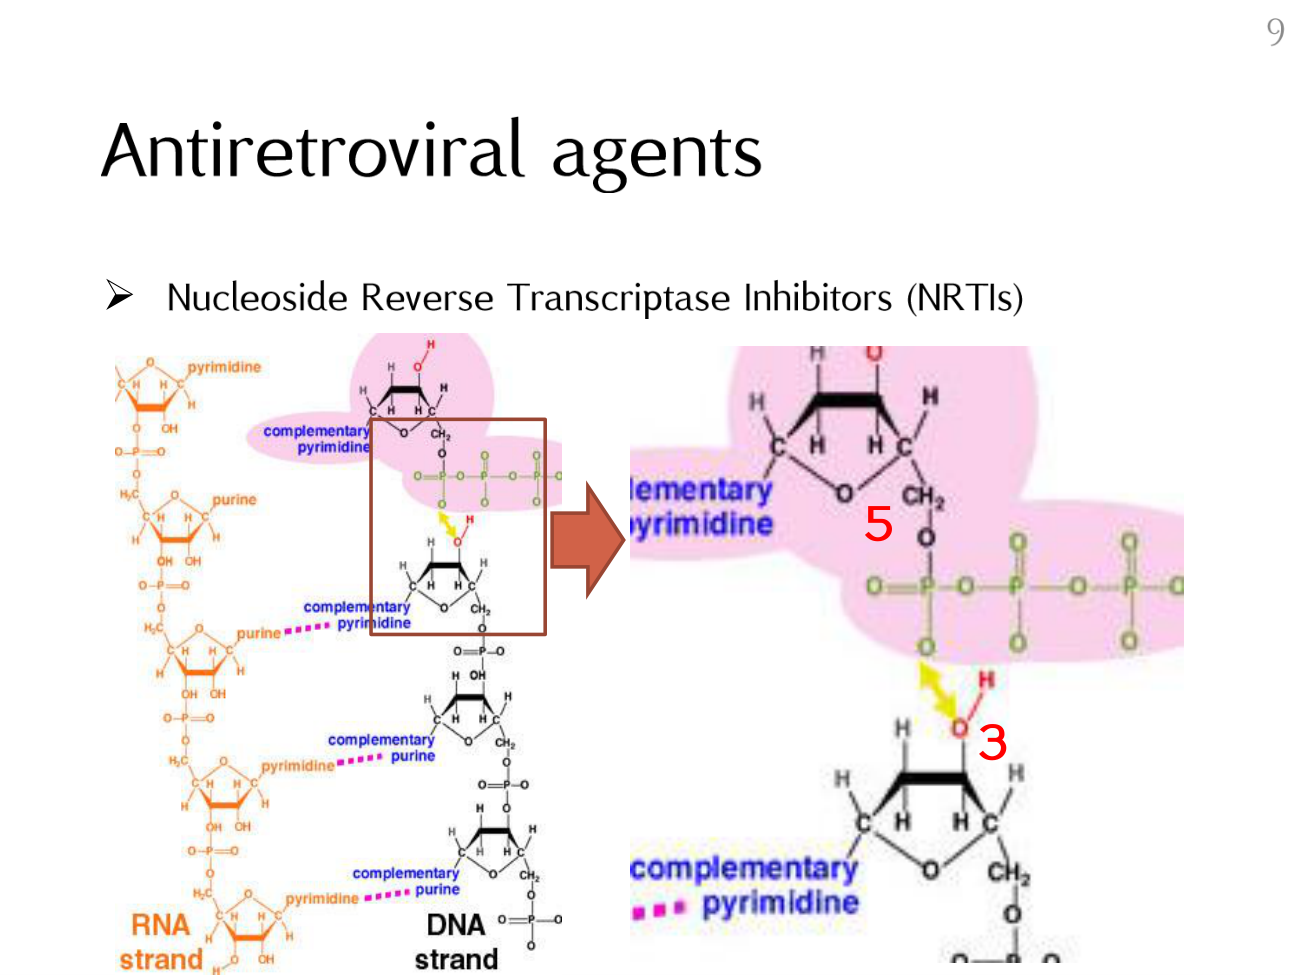 9
Antiretroviral agents
➢ Nucleoside Reverse Transcriptase Inhibitors (NRTIs)
pyrimidine
purine
purine
pyrimidine
pyrimidine
RNA
strand
complementary
pyrimidine
complementary
pyrimidine
complementary
purine
complementary
purine
DNA
strand
lementary
yrimidine
5
3
complementary
pyrimidine